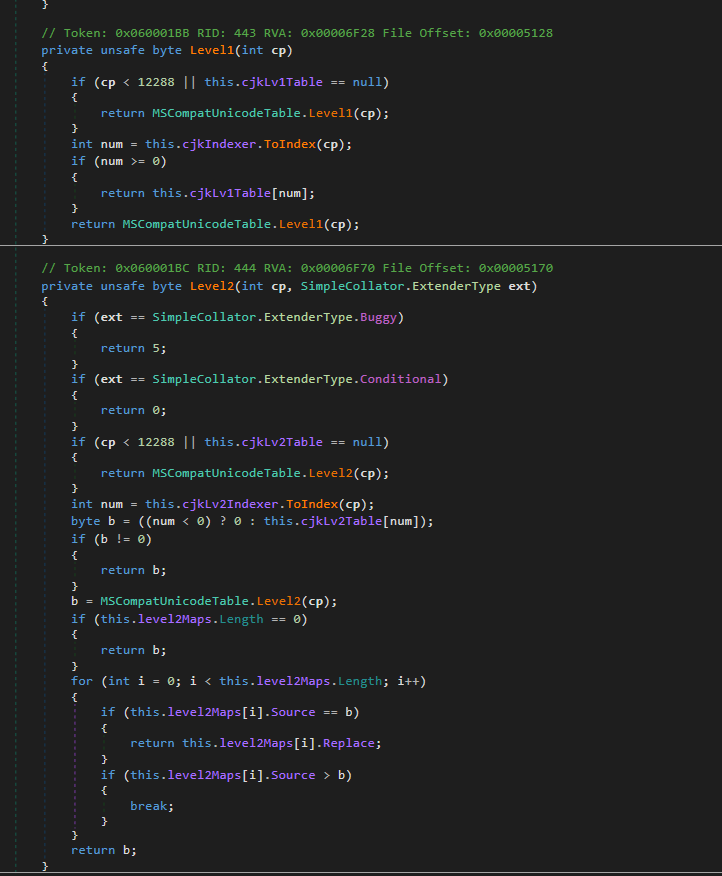 }
// Token: 0x060001BB RID: 443 RVA: 0x00006F28 File Offset: 0x00005128
private unsafe byte Level1(int cp)
{
if (cp < 12288 || this.cjkLv1Table == null)
{
return MSCompatUnicodeTable.Level1(cp);
}
int num = this.cjkIndexer.ToIndex(cp);
if (num >= 0)
{
return this.cjkLv1Table[num];
}
return MSCompatUnicodeTable.Level1(cp);
}
// Token: 0x060001BC RID: 444 RVA: 0x00006F70 File Offset: 0x00005170
private unsafe byte Level2(int cp, SimpleCollator.ExtenderType ext)
{
if (ext == SimpleCollator.ExtenderType.Buggy)
{
return 5;
}
if (ext == SimpleCollator.ExtenderType.Conditional)
{
return 0;
}
if (cp < 12288 || this.cjkLv2Table == null)
{
return MSCompatUnicodeTable.Level2(cp);
}
int num = this.cjkLv2Indexer.ToIndex(cp);
byte b = ((num < 0) ? 0 : this.cjkLv2Table[num]);
if (b != 0)
{
return b;
}
b = MSCompatUnicodeTable.Level2(cp);
if (this.level2Maps.Length == 0)
{
return b;
}
for (int i = 0; i < this.level2Maps.Length; i++)
{
if (this.level2Maps[i].Source == b)
{
return this.level2Maps[i].Replace;
}
if (this.level2Maps[i].Source > b)
{
break;
}
}
return b;
}